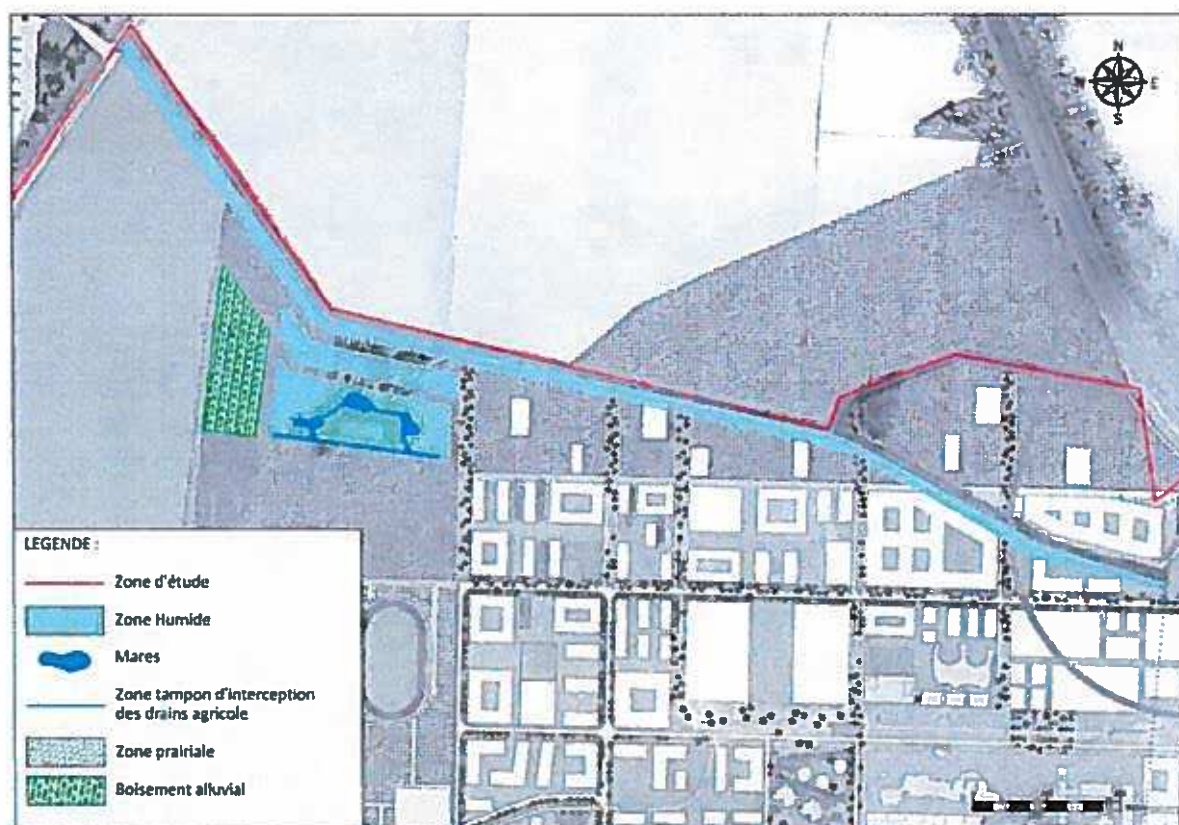 N
E
S
LEGENDE :
Zone d'étude
Zone Humide
Mares
Zone tampon d'interception
des drains agricole
Zone prairiale
Boisement alluvial